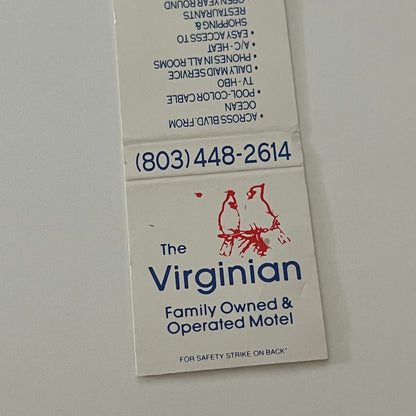 • ACROSS BLVD. FROM
OCEAN
• POOL-COLOR CABLE
TV - HBO
• DAILY MAID SERVICE
• PHONES IN ALL ROOMS
• A/C - HEAT
• EASY ACCESS TO
SHOPPING &
RESTAURANTS
OPEN YEAR ROUND
(803) 448-2614
The
Virginian
Family Owned &
Operated Motel
FOR SAFETY STRIKE ON BACK